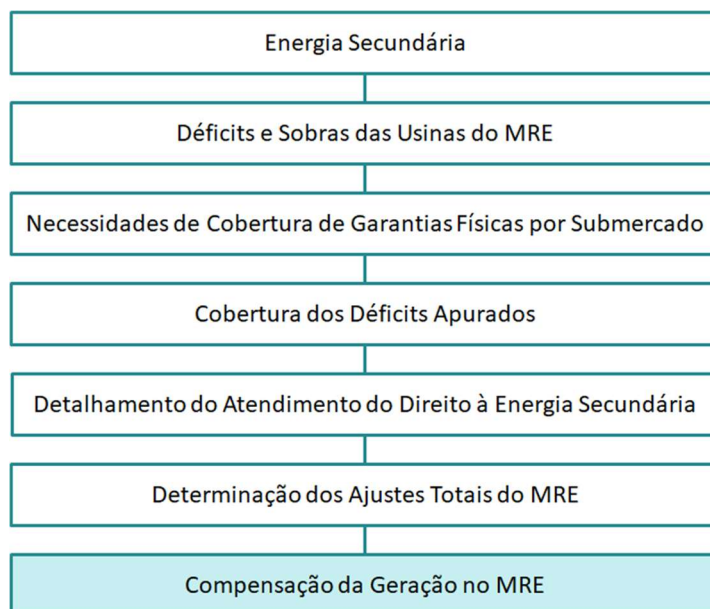 Energia Secundária
Déficits e Sobras das Usinas do MRE
Necessidades de Cobertura de Garantias Físicas por Submercado
Cobertura dos Déficits Apurados
Detalhamento do Atendimento do Direito à Energia Secundária
Determinação dos Ajustes Totais do MRE
Compensação da Geração no MRE